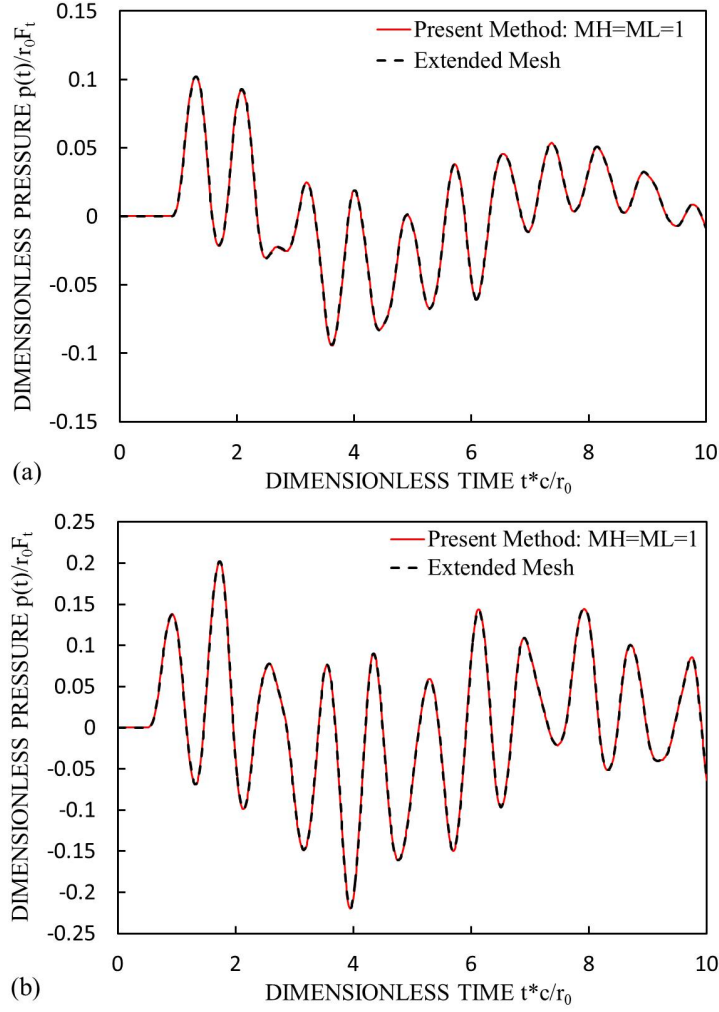 0.15
Present Method: MH=ML=1
Extended Mesh
0.1
0.05
0
-0.05
-0.1
-0.15
DIMENSIONLESS PRESSURE p(t)/r₀Fₜ
0 2 4 6 8 10
(a)
DIMENSIONLESS TIME t*c/r₀
0.25
Present Method: MH=ML=1
Extended Mesh
0.2
0.15
0.1
0.05
0
-0.05
-0.1
-0.15
-0.2
-0.25
DIMENSIONLESS PRESSURE p(t)/r₀Fₜ
0 2 4 6 8 10
(b)
DIMENSIONLESS TIME t*c/r₀